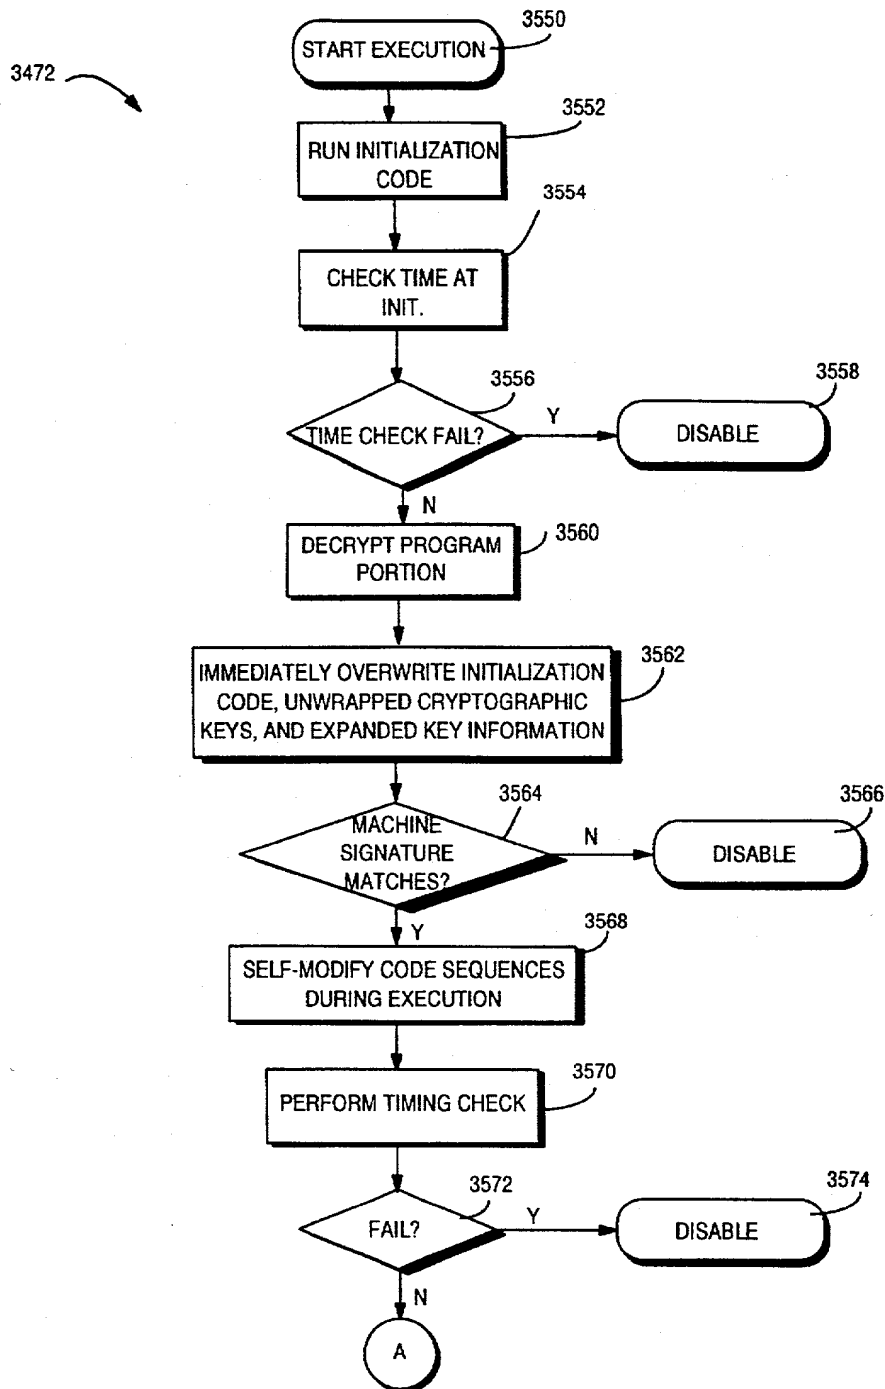 3550
START EXECUTION
3472
3552
RUN INITIALIZATION
CODE
3554
CHECK TIME AT
INIT.
3556
TIME CHECK FAIL?
Y
3558
DISABLE
N
DECRYPT PROGRAM
PORTION
3560
IMMEDIATELY OVERWRITE INITIALIZATION
CODE, UNWRAPPED CRYPTOGRAPHIC
KEYS, AND EXPANDED KEY INFORMATION
3562
3564
MACHINE
SIGNATURE
MATCHES?
N
3566
DISABLE
Y
3568
SELF-MODIFY CODE SEQUENCES
DURING EXECUTION
3570
PERFORM TIMING CHECK
3572
FAIL?
Y
3574
DISABLE
N
A